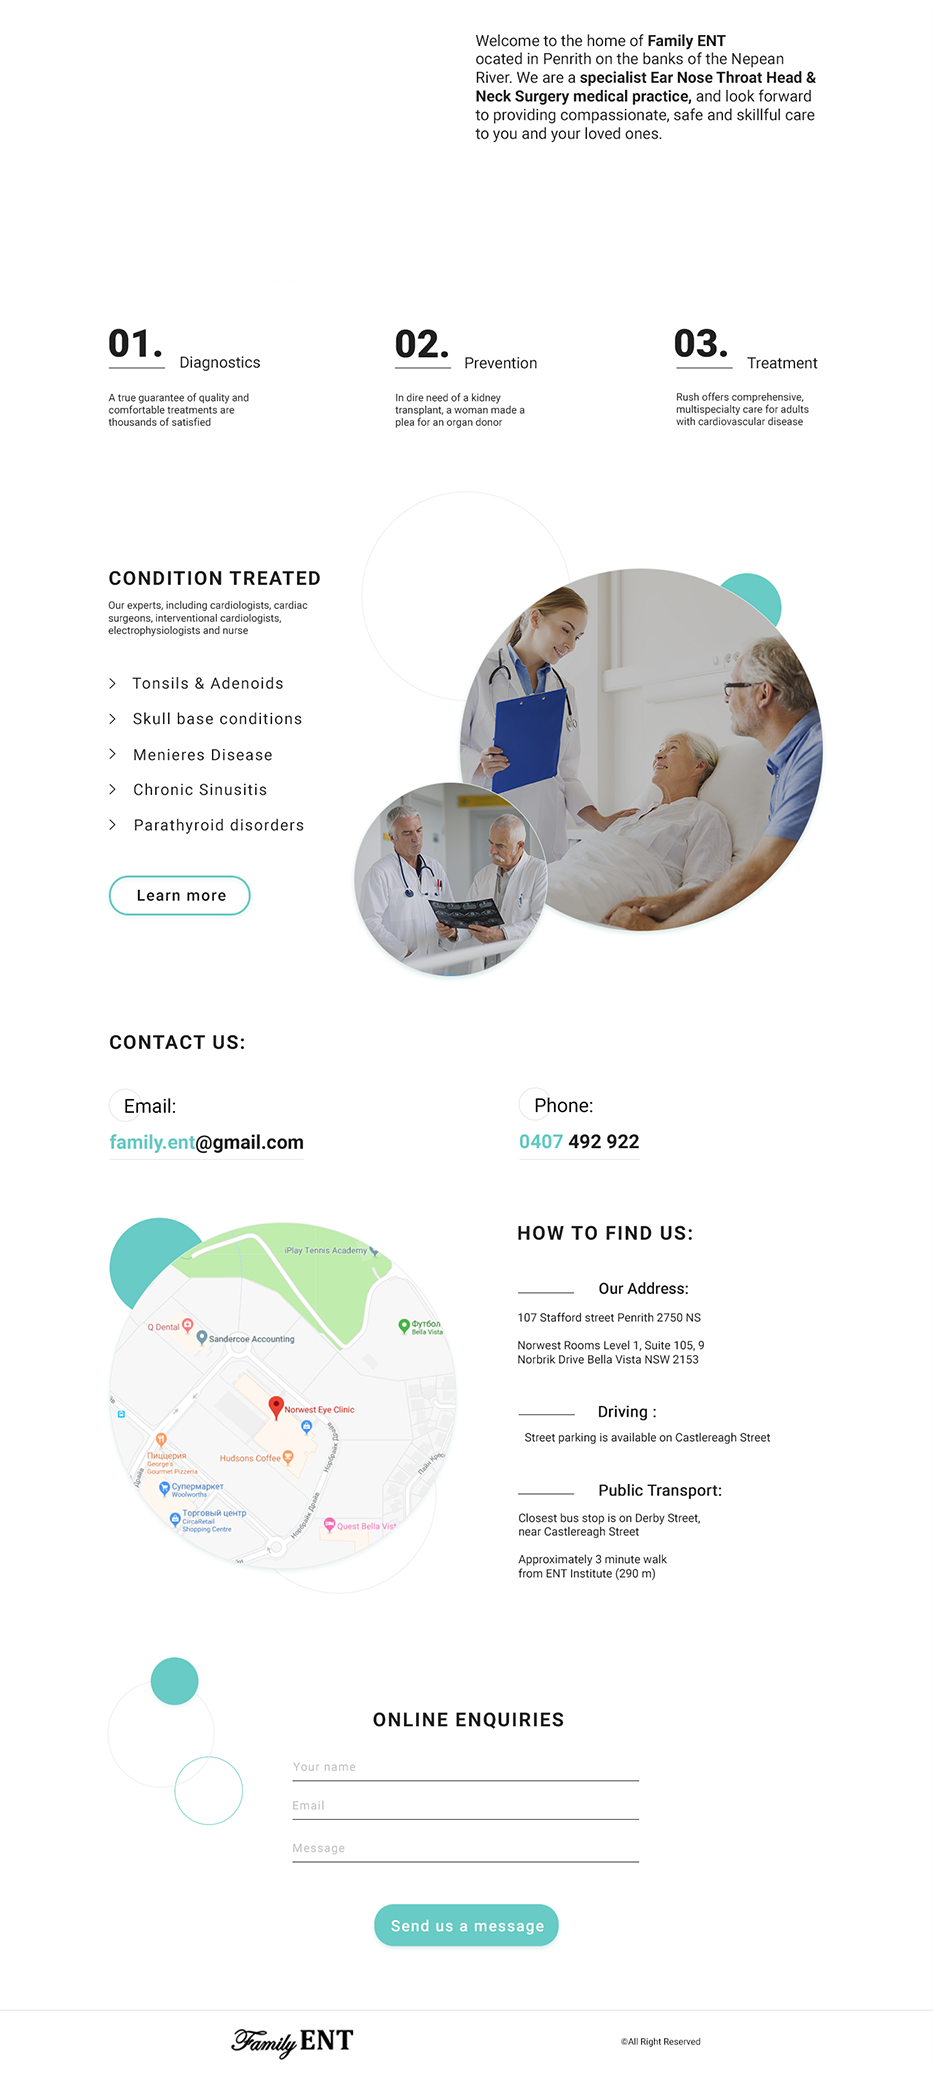 Welcome to the home of Family ENT
ocated in Penrith on the banks of the Nepean
River. We are a specialist Ear Nose Throat Head &
Neck Surgery medical practice, and look forward
to providing compassionate, safe and skillful care
to you and your loved ones.
01.
Diagnostics
A true guarantee of quality and
comfortable treatments are
thousands of satisfied
02.
Prevention
In dire need of a kidney
transplant, a woman made a
plea for an organ donor
03.
Treatment
Rush offers comprehensive,
multispecialty care for adults
with cardiovascular disease
CONDITION TREATED
Our experts, including cardiologists, cardiac
surgeons, interventional cardiologists,
electrophysiologists and nurse
Tonsils & Adenoids
Skull base conditions
Menieres Disease
Chronic Sinusitis
Parathyroid disorders
Learn more
CONTACT US:
Email:
family.ent@gmail.com
Phone:
0407 492 922
iPlay Tennis Academy
Q Dental
Sandercoe Accounting
Футбол
Bella Vista
Norwest Eye Clinic
Норбрайк Драйв
Hudsons Coffee
Пиццерия
George's
Gourmet Pizzeria
Драйв
Супермаркет
Woolworths
Торговый центр
CircaRetail
Shopping Centre
Норбрайк Драйв
Quest Bella Vist
HOW TO FIND US:
Our Address:
107 Stafford street Penrith 2750 NS
Norwest Rooms Level 1, Suite 105, 9
Norbrik Drive Bella Vista NSW 2153
Driving :
Street parking is available on Castlereagh Street
Public Transport:
Closest bus stop is on Derby Street,
near Castlereagh Street
Approximately 3 minute walk
from ENT Institute (290 m)
ONLINE ENQUIRIES
Your name
Email
Message
Send us a message
Family ENT
©All Right Reserved